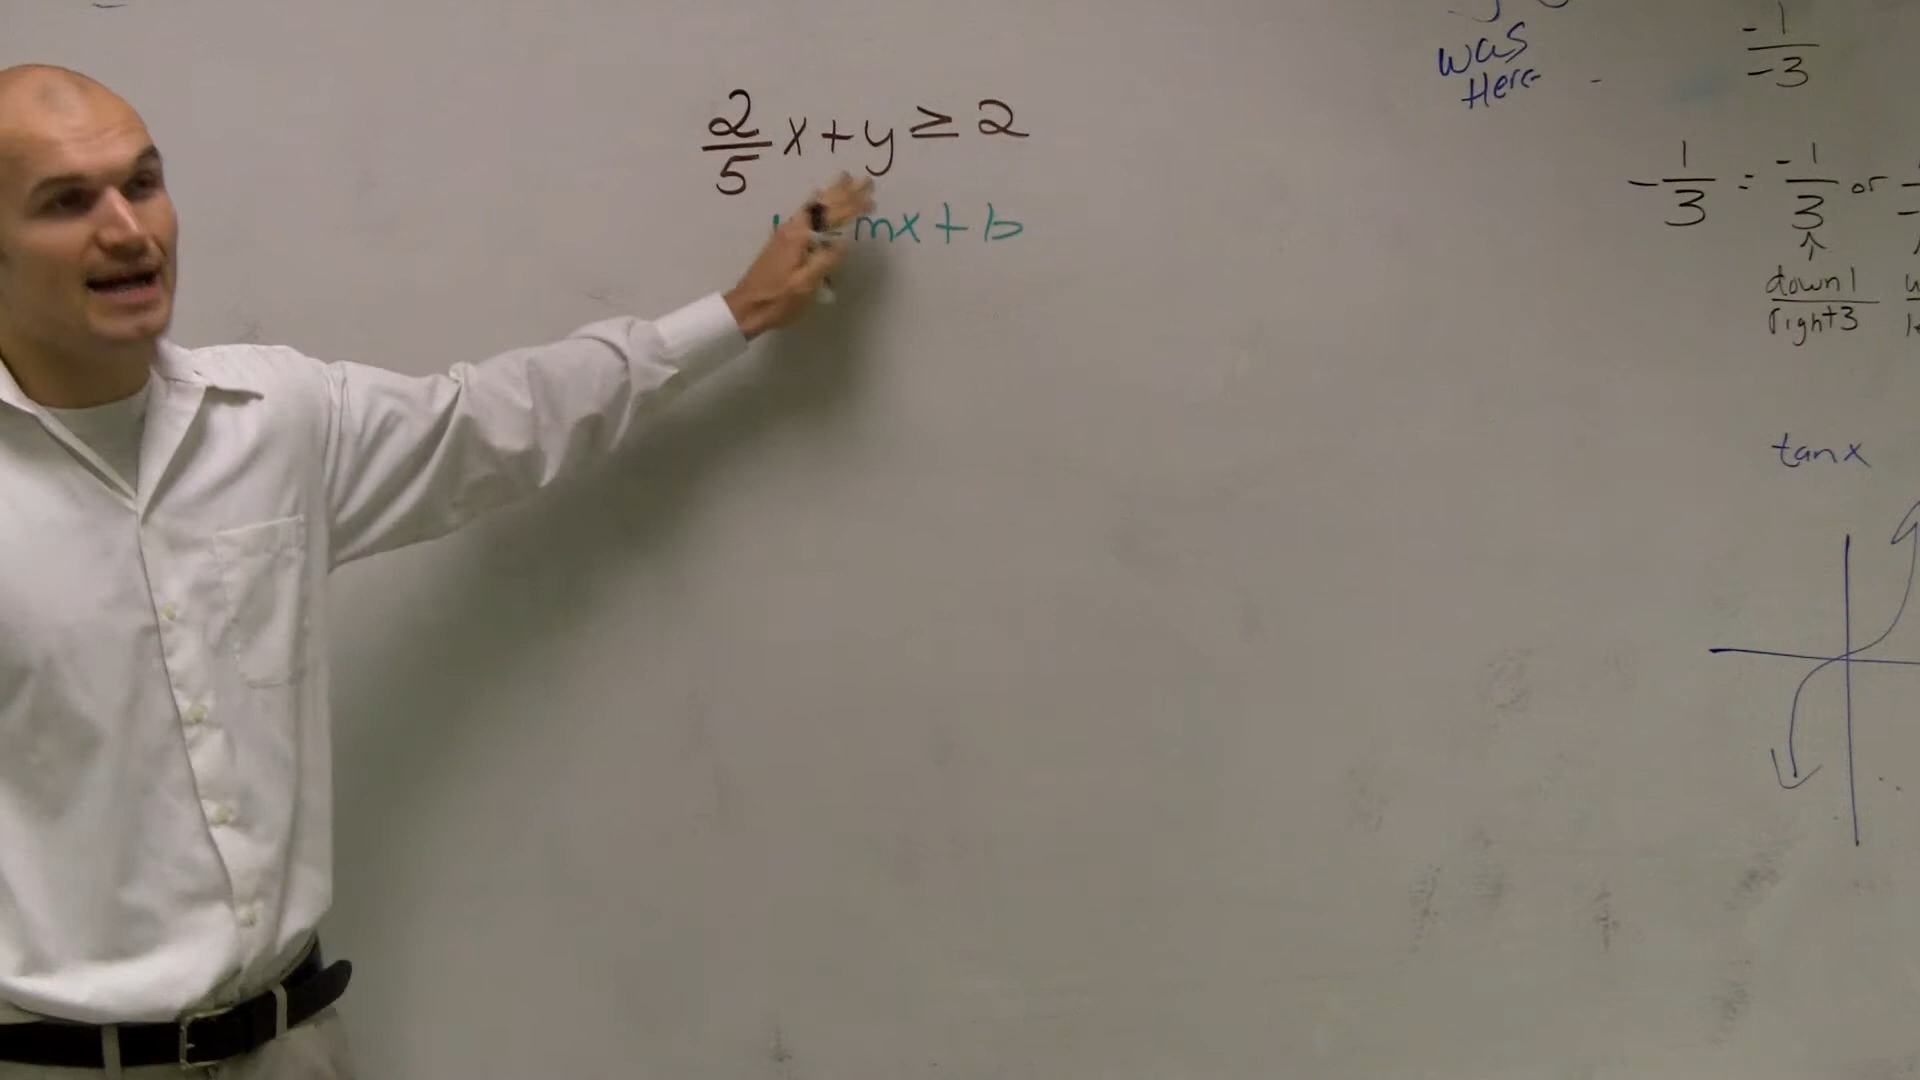 2/5 x + y ≥ 2
mx + b
was
Here
-1/-3
-1/3 = -1/3 or
down 1
right 3
tan x